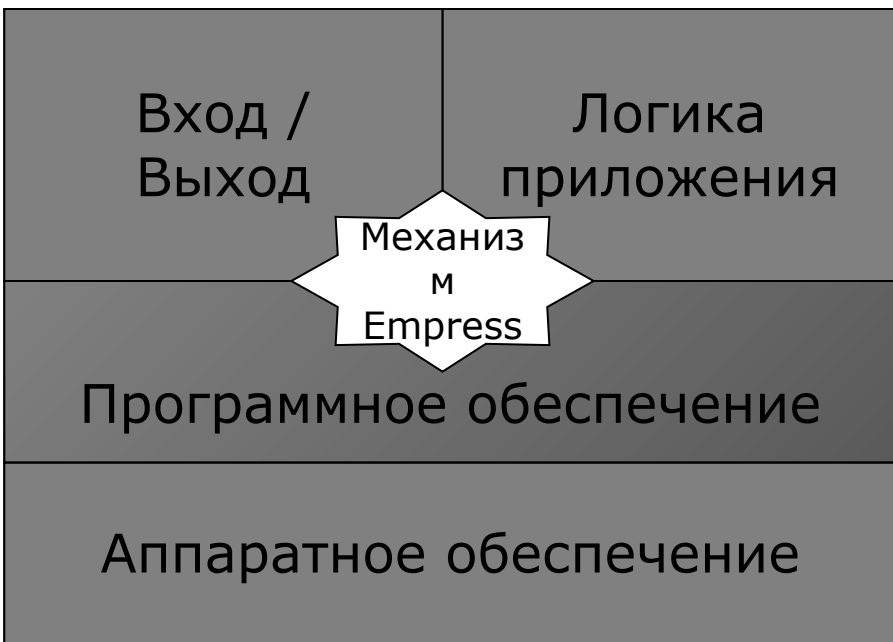 Вход /
Выход
Логика
приложения
Механиз
м
Empress
Программное обеспечение
Аппаратное обеспечение